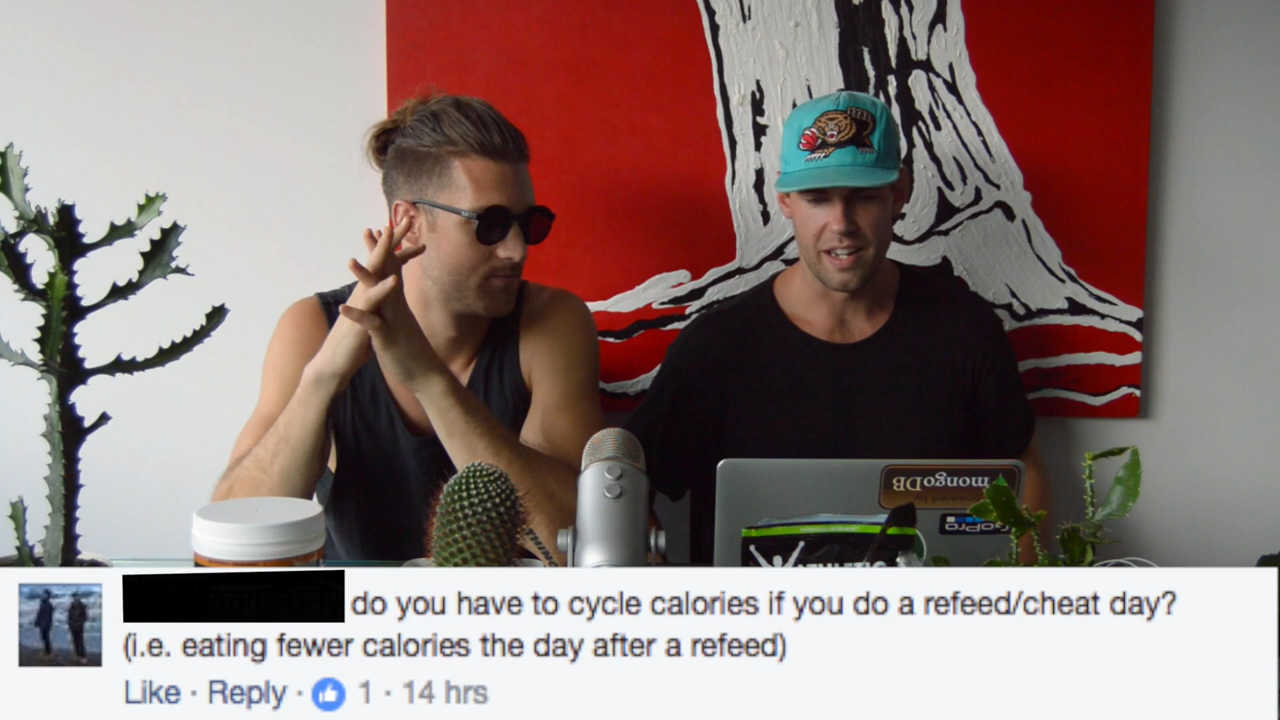 mongoDB
GoPro
ATHLETIC
do you have to cycle calories if you do a refeed/cheat day?
(i.e. eating fewer calories the day after a refeed)
Like · Reply · 1 · 14 hrs